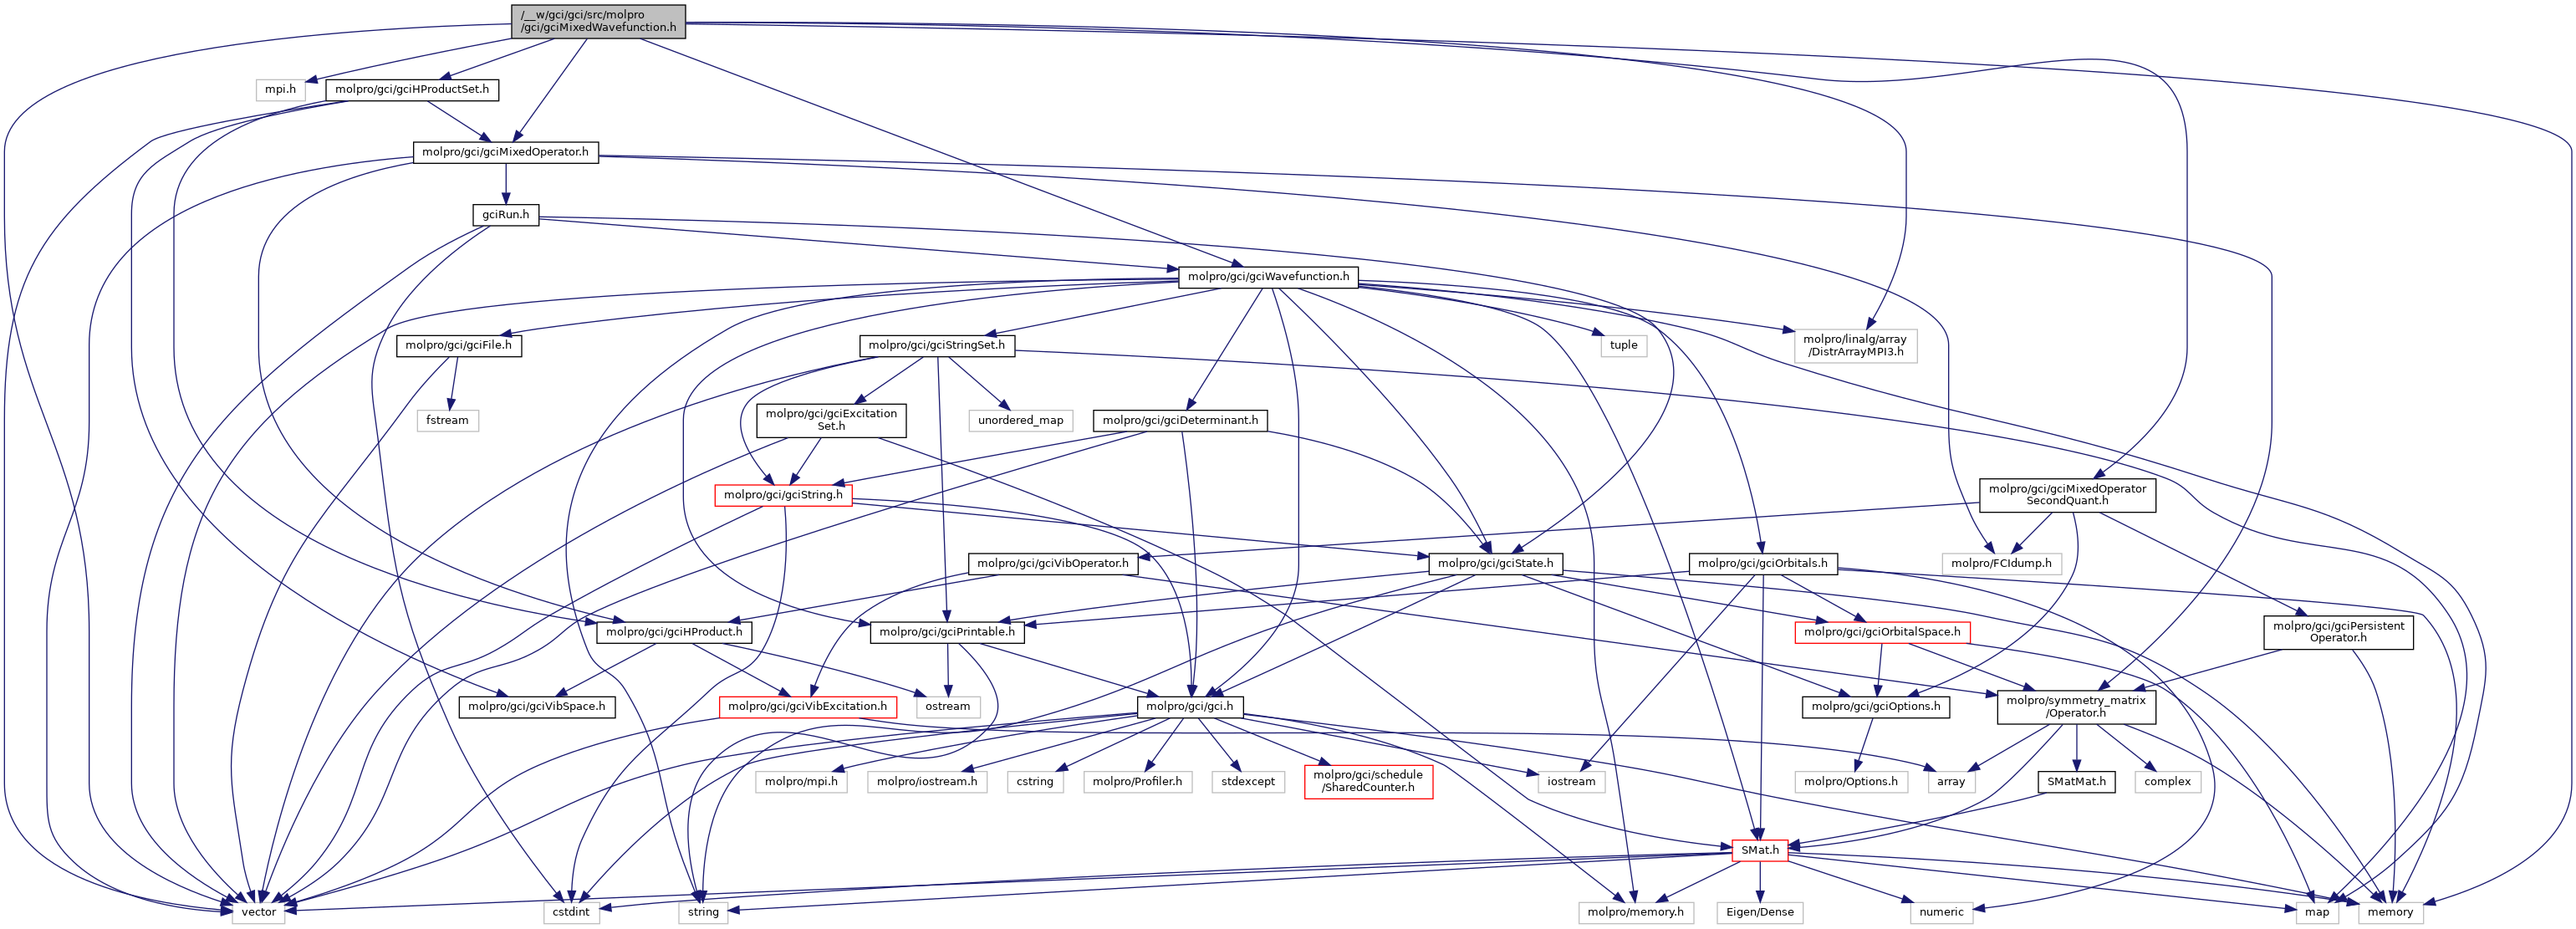 /__w/gci/gci/src/molpro
/gci/gciMixedWavefunction.h
mpi.h
molpro/gci/gciHProductSet.h
molpro/gci/gciMixedOperator.h
gciRun.h
molpro/gci/gciWavefunction.h
molpro/gci/gciFile.h
molpro/gci/gciStringSet.h
tuple
molpro/linalg/array
/DistrArrayMPI3.h
fstream
molpro/gci/gciExcitation
Set.h
unordered_map
molpro/gci/gciDeterminant.h
molpro/gci/gciString.h
molpro/gci/gciMixedOperator
SecondQuant.h
molpro/gci/gciVibOperator.h
molpro/gci/gciState.h
molpro/gci/gciOrbitals.h
molpro/FCIdump.h
molpro/gci/gciHProduct.h
molpro/gci/gciPrintable.h
molpro/gci/gciOrbitalSpace.h
molpro/gci/gciPersistent
Operator.h
molpro/gci/gciVibSpace.h
molpro/gci/gciVibExcitation.h
ostream
molpro/gci/gci.h
molpro/gci/gciOptions.h
molpro/symmetry_matrix
/Operator.h
molpro/mpi.h
molpro/iostream.h
cstring
molpro/Profiler.h
stdexcept
molpro/gci/schedule
/SharedCounter.h
iostream
molpro/Options.h
array
SMatMat.h
complex
SMat.h
vector
cstdint
string
molpro/memory.h
Eigen/Dense
numeric
map
memory